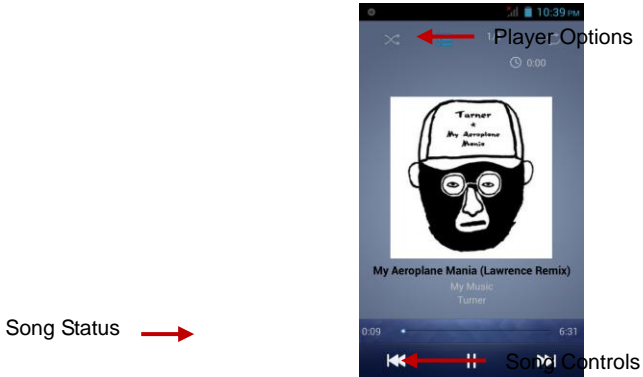 10:39 PM
Player Options
0:00
Turner
My Aeroplane
Mania
My Aeroplane Mania (Lawrence Remix)
My Music
Turner
Song Status
0:09
6:31
Song Controls